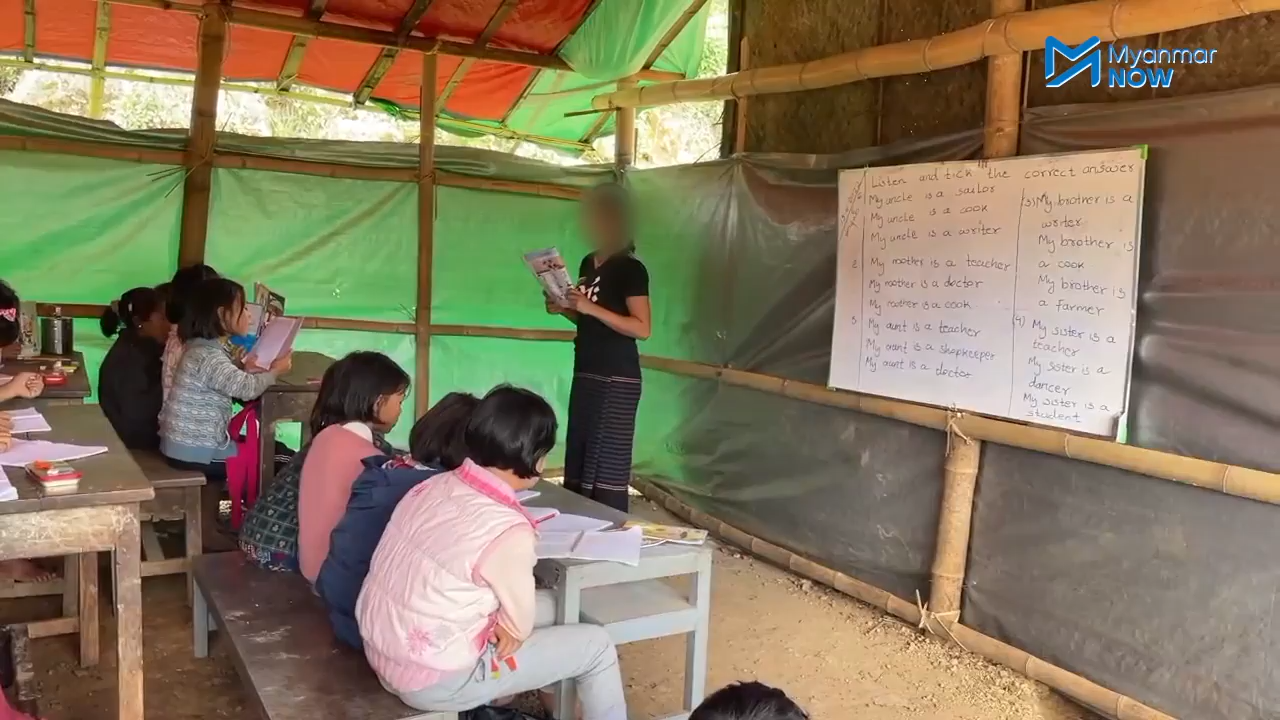 Myanmar
NOW
Listen and tick the correct answer
My uncle is a sailor
My uncle is a cook
My uncle is a writer
2 My mother is a teacher
My mother is a doctor
My mother is a cook
3 My aunt is a teacher
My aunt is a shopkeeper
My aunt is a doctor
(3) My brother is a
writer
My brother is
a cook
My brother is
a farmer
(4) My sister is a
teacher
My sister is a
dancer
My sister is a
student